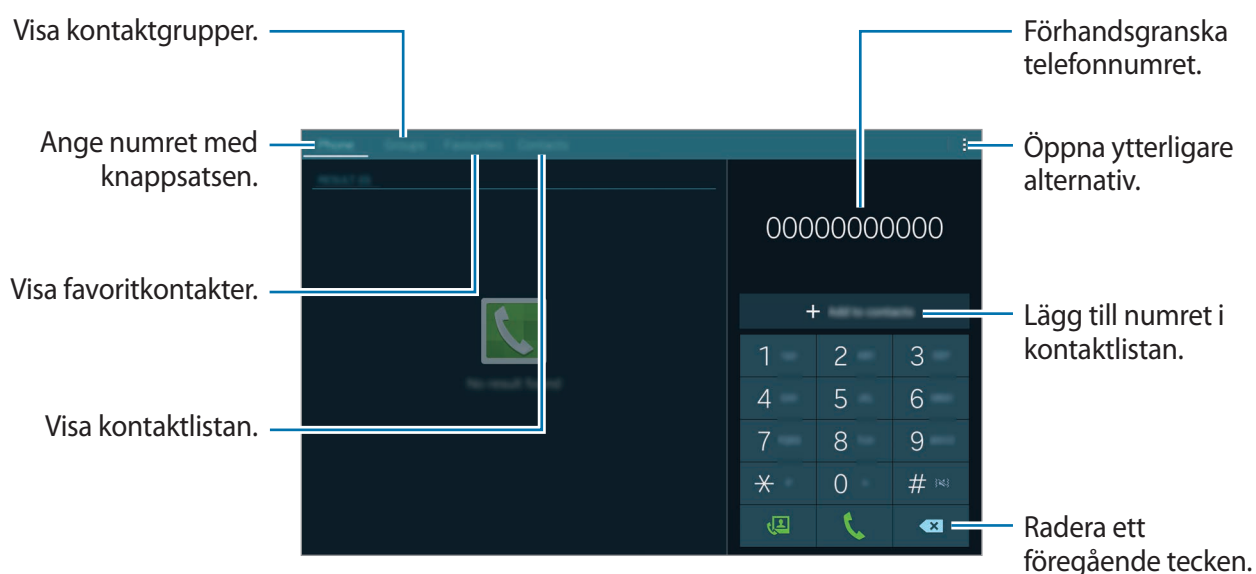 Visa kontaktgrupper.
Förhandsgranska
telefonnumret.
Ange numret med
knappsatsen.
Phone Groups Favourites Contacts
Öppna ytterligare
alternativ.
00000000000
Visa favoritkontakter.
+ Add to contacts
Lägg till numret i
kontaktlistan.
No result found
1 2 3
4 5 6
Visa kontaktlistan.
7 8 9
* 0 #
Radera ett
föregående tecken.